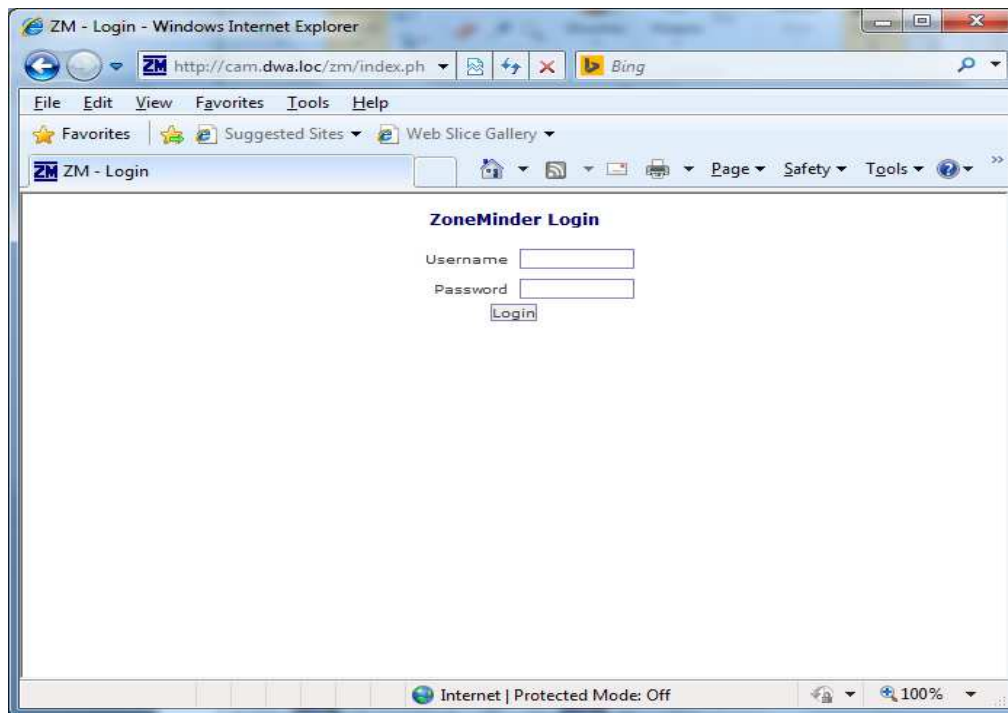 ZM - Login - Windows Internet Explorer
ZM http://cam.dwa.loc/zm/index.ph
Bing
File Edit View Favorites Tools Help
Favorites Suggested Sites Web Slice Gallery
ZM ZM - Login
Page Safety Tools »
ZoneMinder Login
Username
Password
Login
Internet | Protected Mode: Off
100%